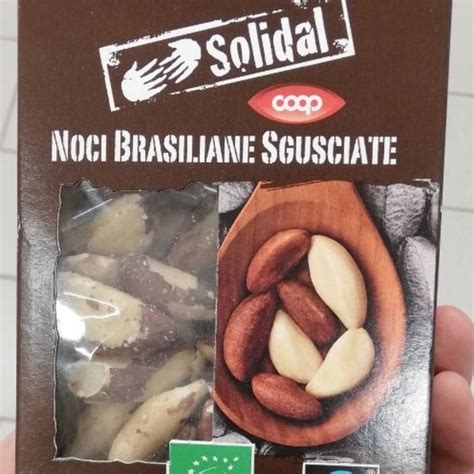 Solidal
coop
NOCI BRASILIANE SGUSCIATE